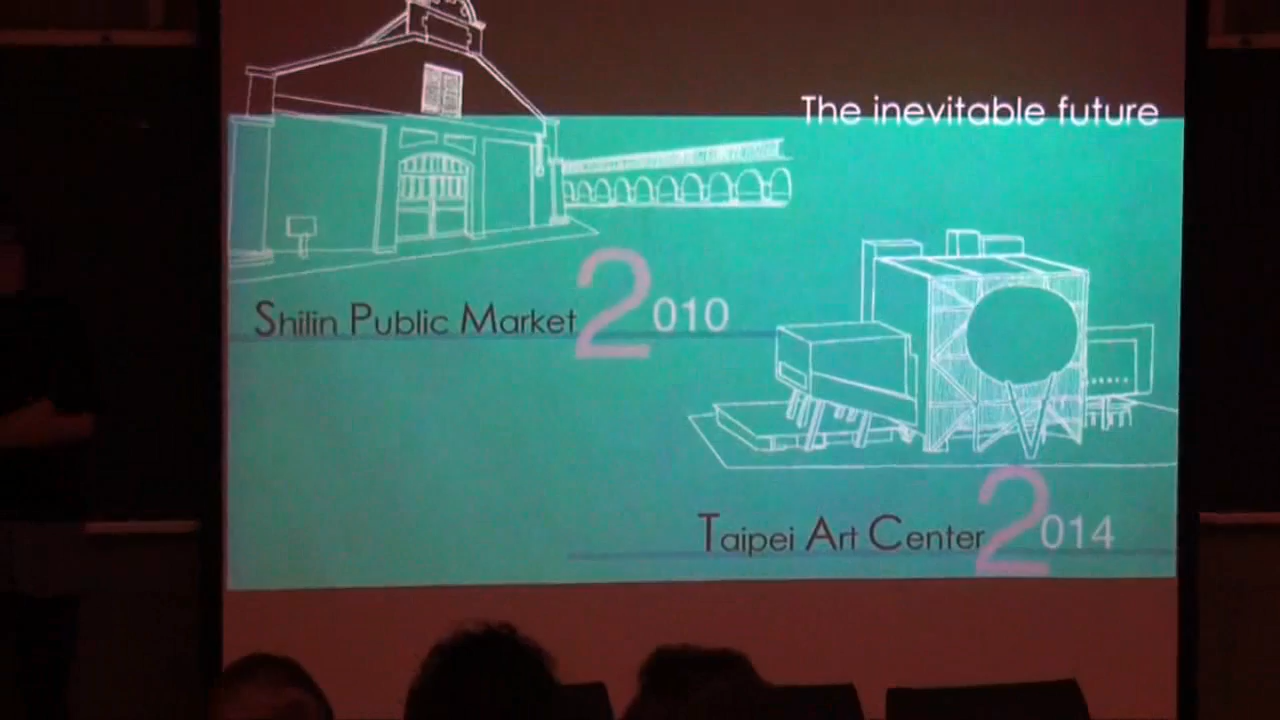 The inevitable future
Shilin Public Market 2010
Taipei Art Center 2014